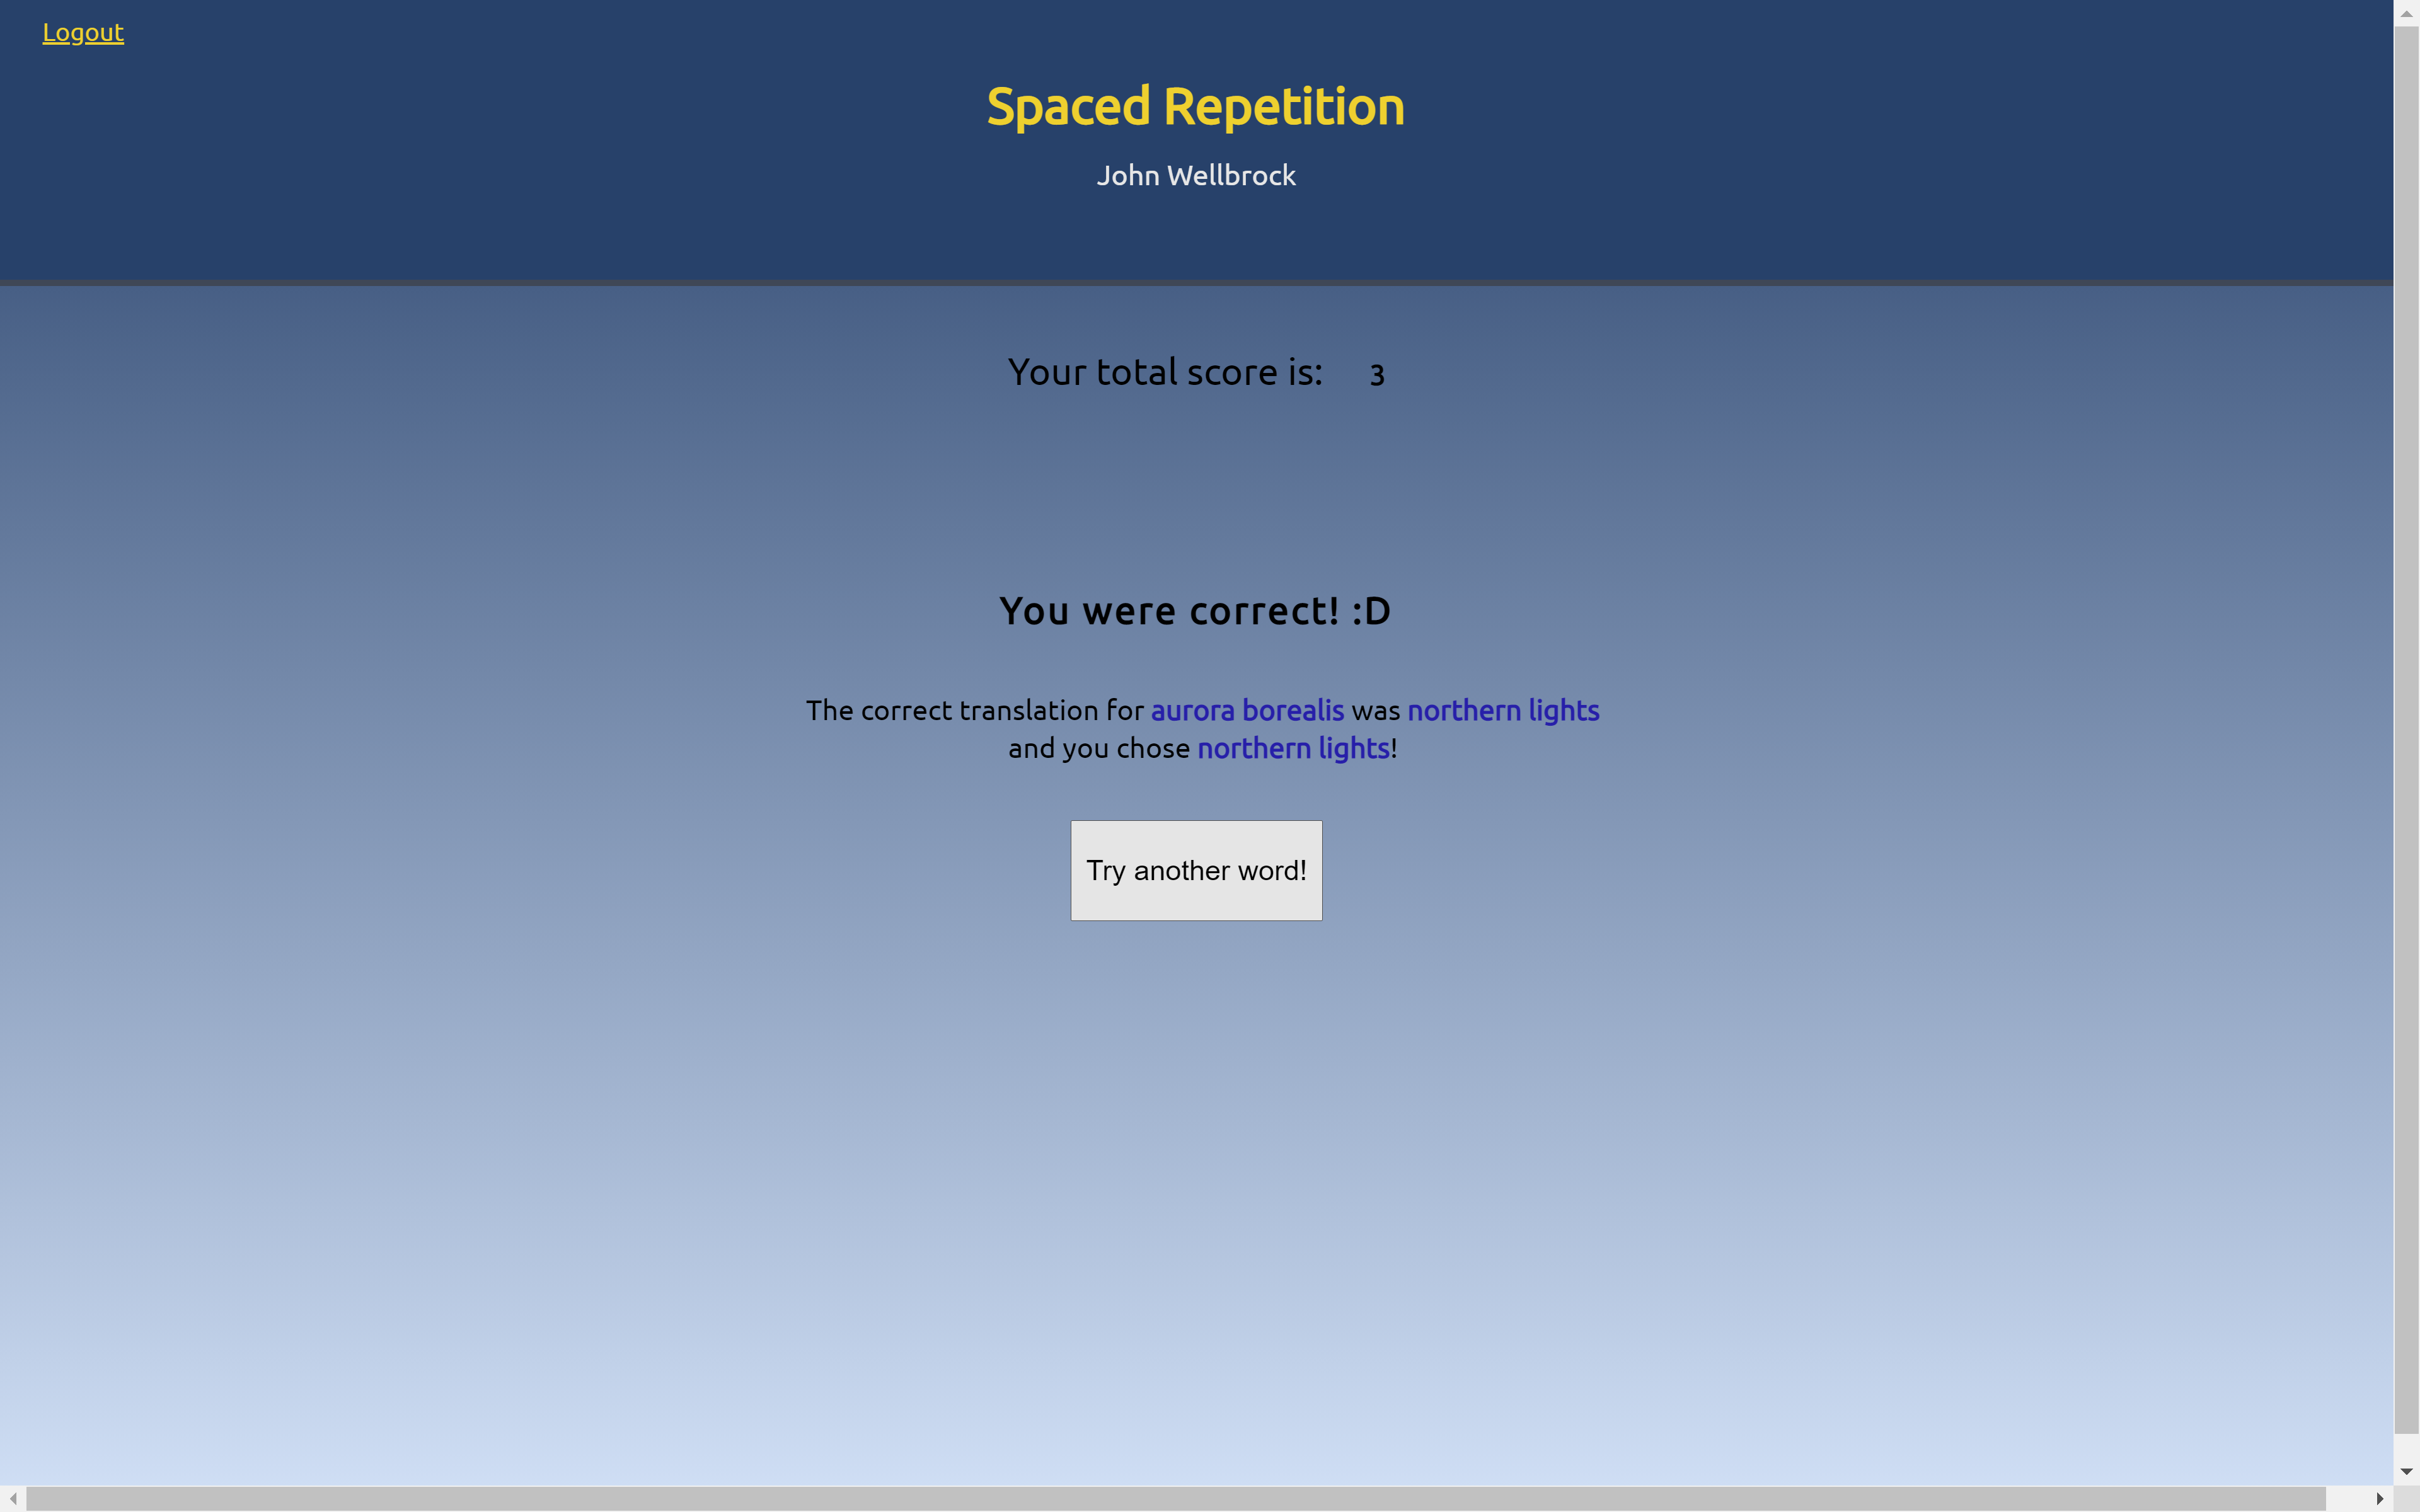 Logout
Spaced Repetition
John Wellbrock
Your total score is: 3
You were correct! :D
The correct translation for aurora borealis was northern lights
and you chose northern lights!
Try another word!